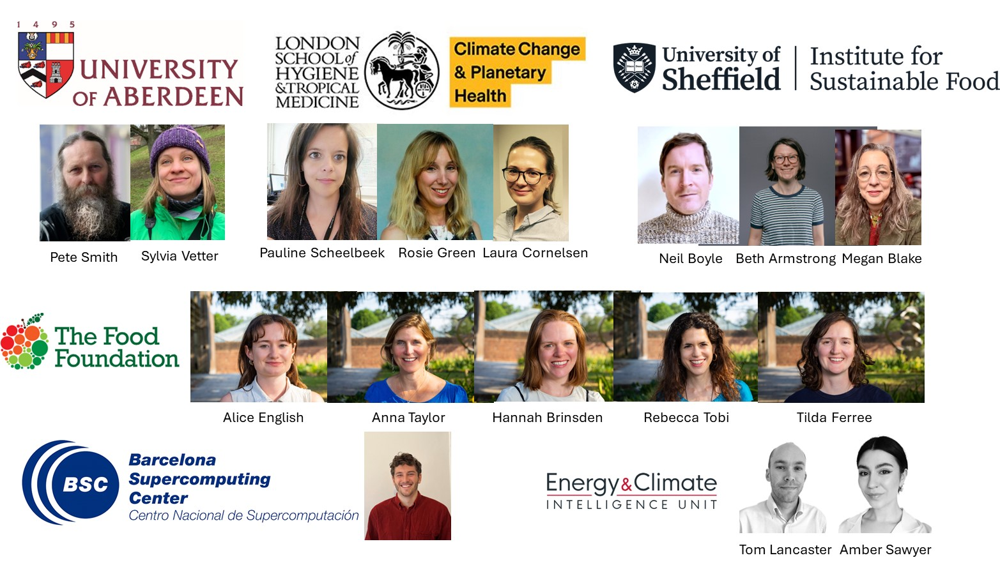 1 4 9 5
UNIVERSITY
OF ABERDEEN
LONDON
SCHOOL of
HYGIENE
& TROPICAL
MEDICINE
Climate Change
& Planetary
Health
University of
Sheffield
Institute for
Sustainable Food
Pete Smith
Sylvia Vetter
Pauline Scheelbeek
Rosie Green
Laura Cornelsen
Neil Boyle
Beth Armstrong
Megan Blake
The Food
Foundation
Alice English
Anna Taylor
Hannah Brinsden
Rebecca Tobi
Tilda Ferree
BSC
Barcelona
Supercomputing
Center
Centro Nacional de Supercomputación
Energy&Climate
INTELLIGENCE UNIT
Tom Lancaster
Amber Sawyer